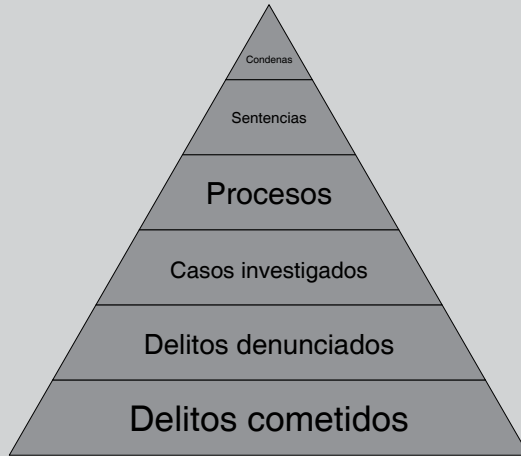 Condenas
Sentencias
Procesos
Casos investigados
Delitos denunciados
Delitos cometidos